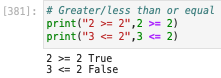 [381]: # Greater/less than or equal
print("2 >= 2",2 >= 2)
print("3 <= 2",3 <= 2)
2 >= 2 True
3 <= 2 False